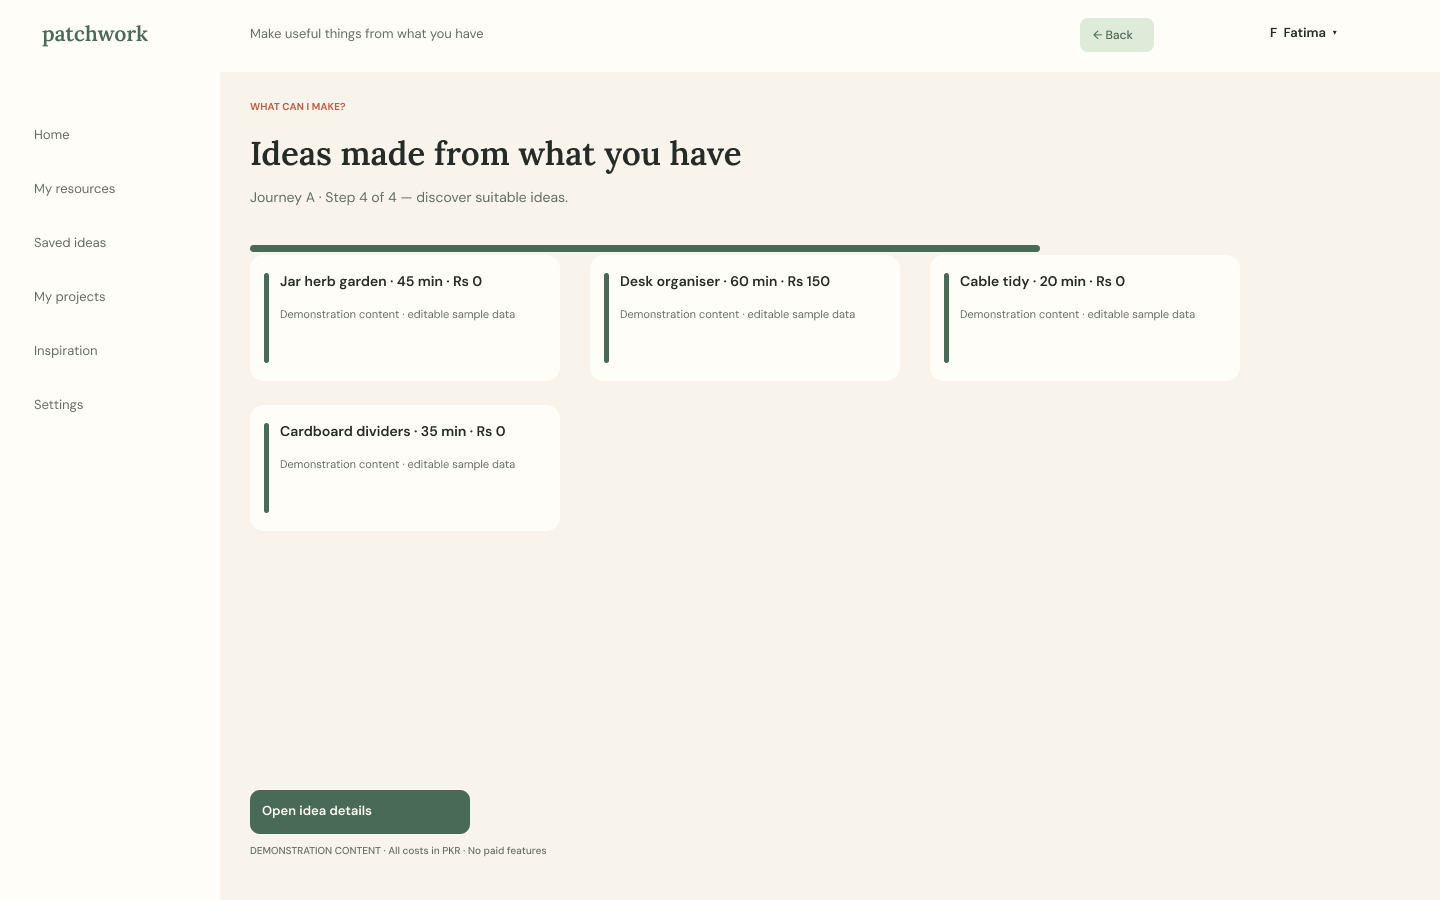 patchwork
Make useful things from what you have
← Back
F Fatima ▾
Home
My resources
Saved ideas
My projects
Inspiration
Settings
WHAT CAN I MAKE?
Ideas made from what you have
Journey A · Step 4 of 4 — discover suitable ideas.
Jar herb garden · 45 min · Rs 0
Demonstration content · editable sample data
Desk organiser · 60 min · Rs 150
Demonstration content · editable sample data
Cable tidy · 20 min · Rs 0
Demonstration content · editable sample data
Cardboard dividers · 35 min · Rs 0
Demonstration content · editable sample data
Open idea details
DEMONSTRATION CONTENT · All costs in PKR · No paid features